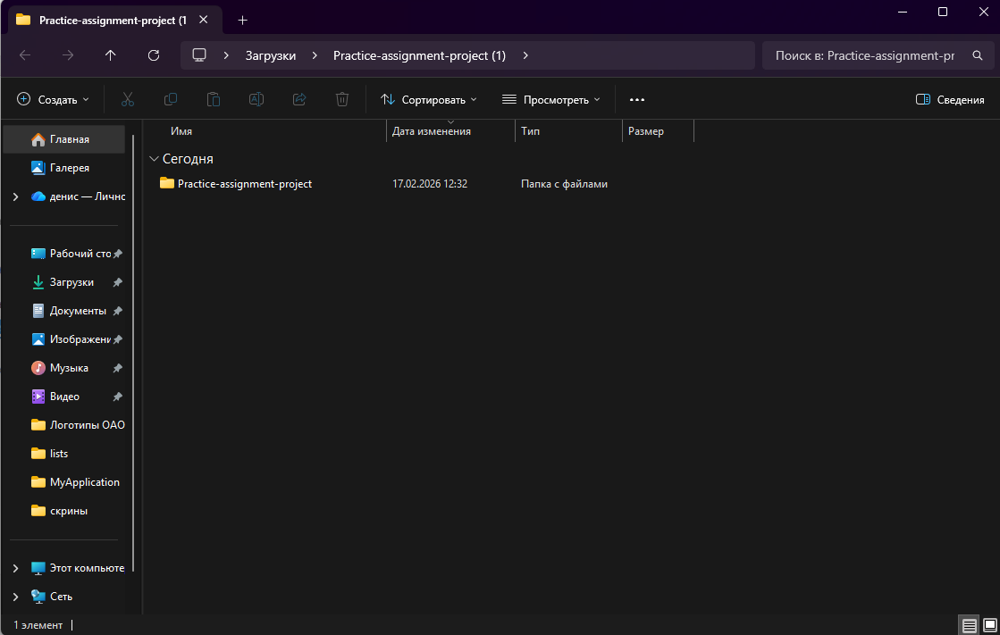 Practice-assignment-project (1
Загрузки
Practice-assignment-project (1)
Поиск в: Practice-assignment-pr
Создать
Сортировать
Просмотреть
Сведения
Имя
Дата изменения
Тип
Размер
Главная
Галерея
денис — Личнс
Сегодня
Practice-assignment-project
17.02.2026 12:32
Папка с файлами
Рабочий сто
Загрузки
Документы
Изображени
Музыка
Видео
Логотипы ОАО
lists
MyApplication
скрины
Этот компьюте
Сеть
1 элемент